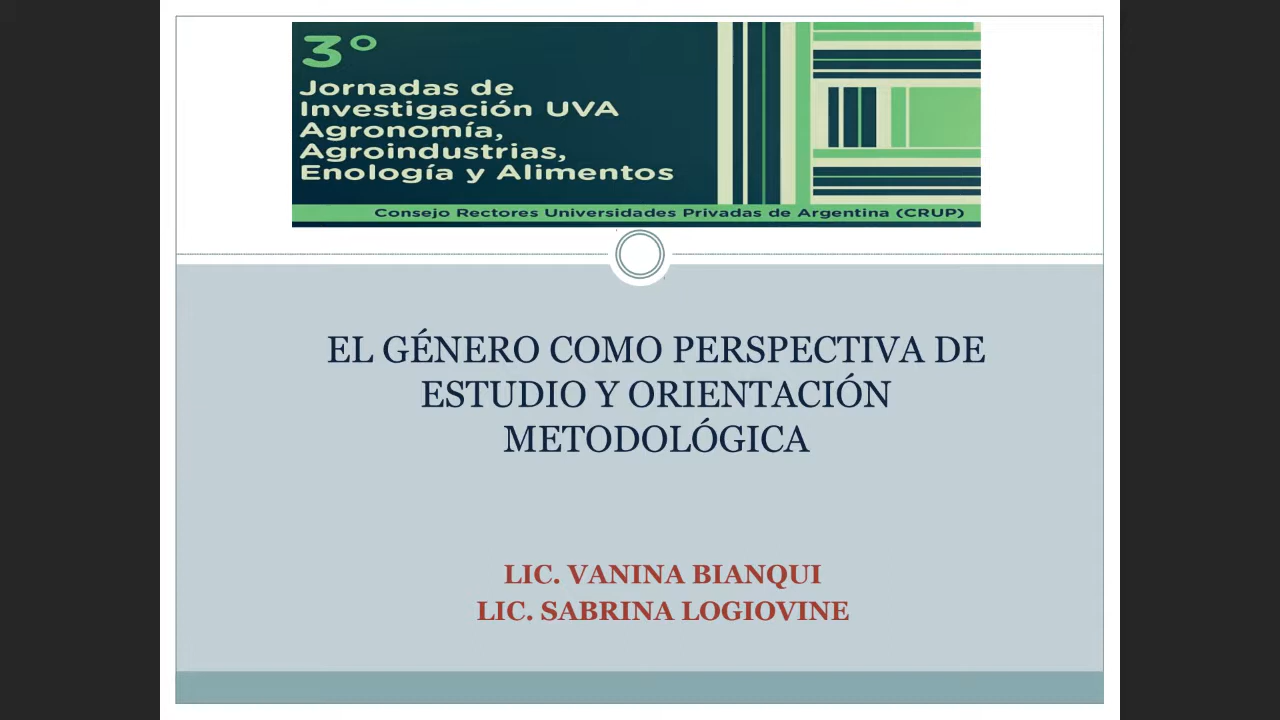 3°
Jornadas de
Investigación UVA
Agronomía,
Agroindustrias,
Enología y Alimentos
Consejo Rectores Universidades Privadas de Argentina (CRUP)
EL GÉNERO COMO PERSPECTIVA DE
ESTUDIO Y ORIENTACIÓN
METODOLÓGICA
LIC. VANINA BIANQUI
LIC. SABRINA LOGIOVINE